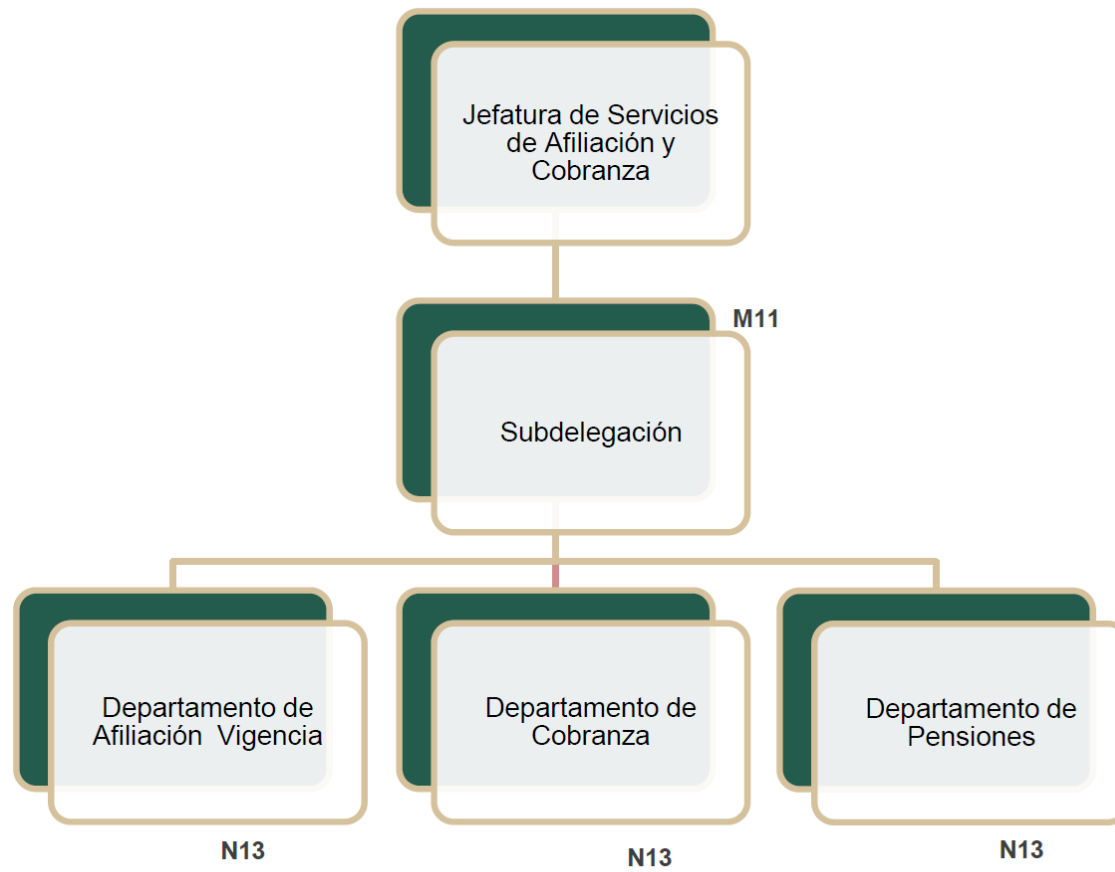 Jefatura de Servicios
de Afiliación y
Cobranza
M11
Subdelegación
Departamento de
Afiliación  Vigencia
Departamento de
Cobranza
Departamento de
Pensiones
N13
N13
N13